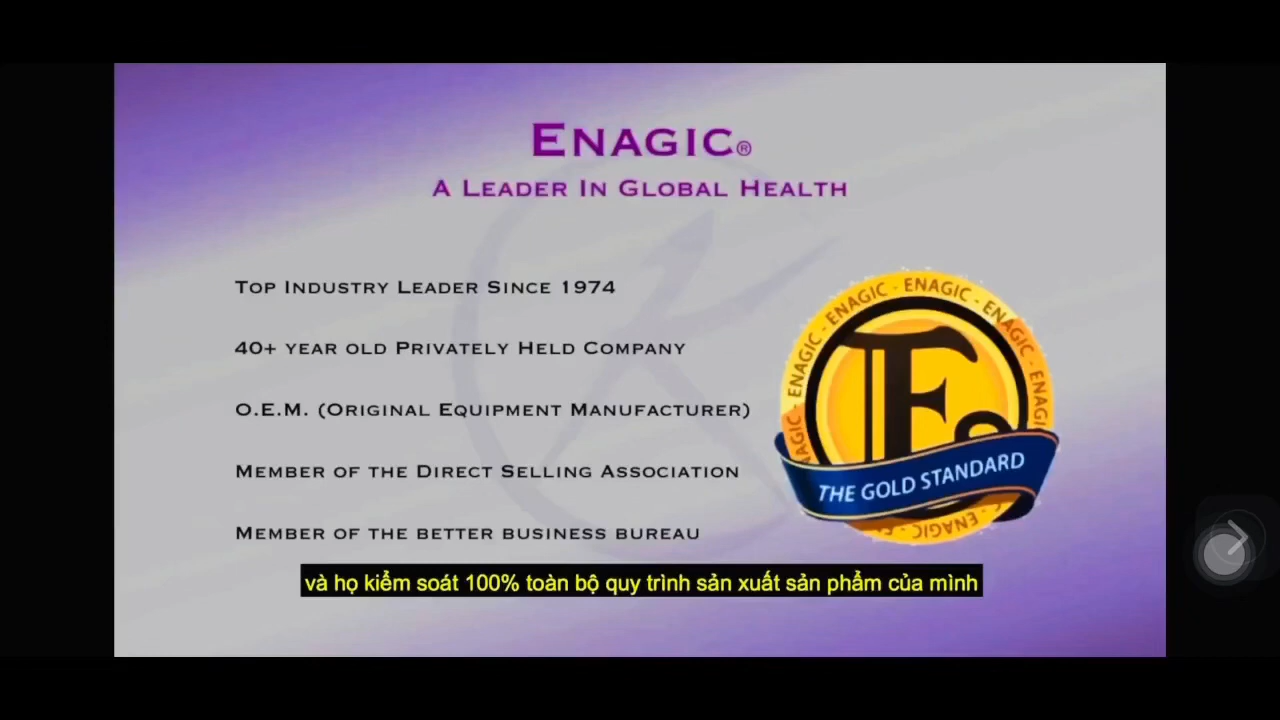 ENAGIC®
A LEADER IN GLOBAL HEALTH
TOP INDUSTRY LEADER SINCE 1974
40+ YEAR OLD PRIVATELY HELD COMPANY
O.E.M. (ORIGINAL EQUIPMENT MANUFACTURER)
MEMBER OF THE DIRECT SELLING ASSOCIATION
MEMBER OF THE BETTER BUSINESS BUREAU
ENAGIC - ENAGIC - ENAGIC - ENAGIC - ENAGIC
E
THE GOLD STANDARD
ENAGIC
và họ kiểm soát 100% toàn bộ quy trình sản xuất sản phẩm của mình